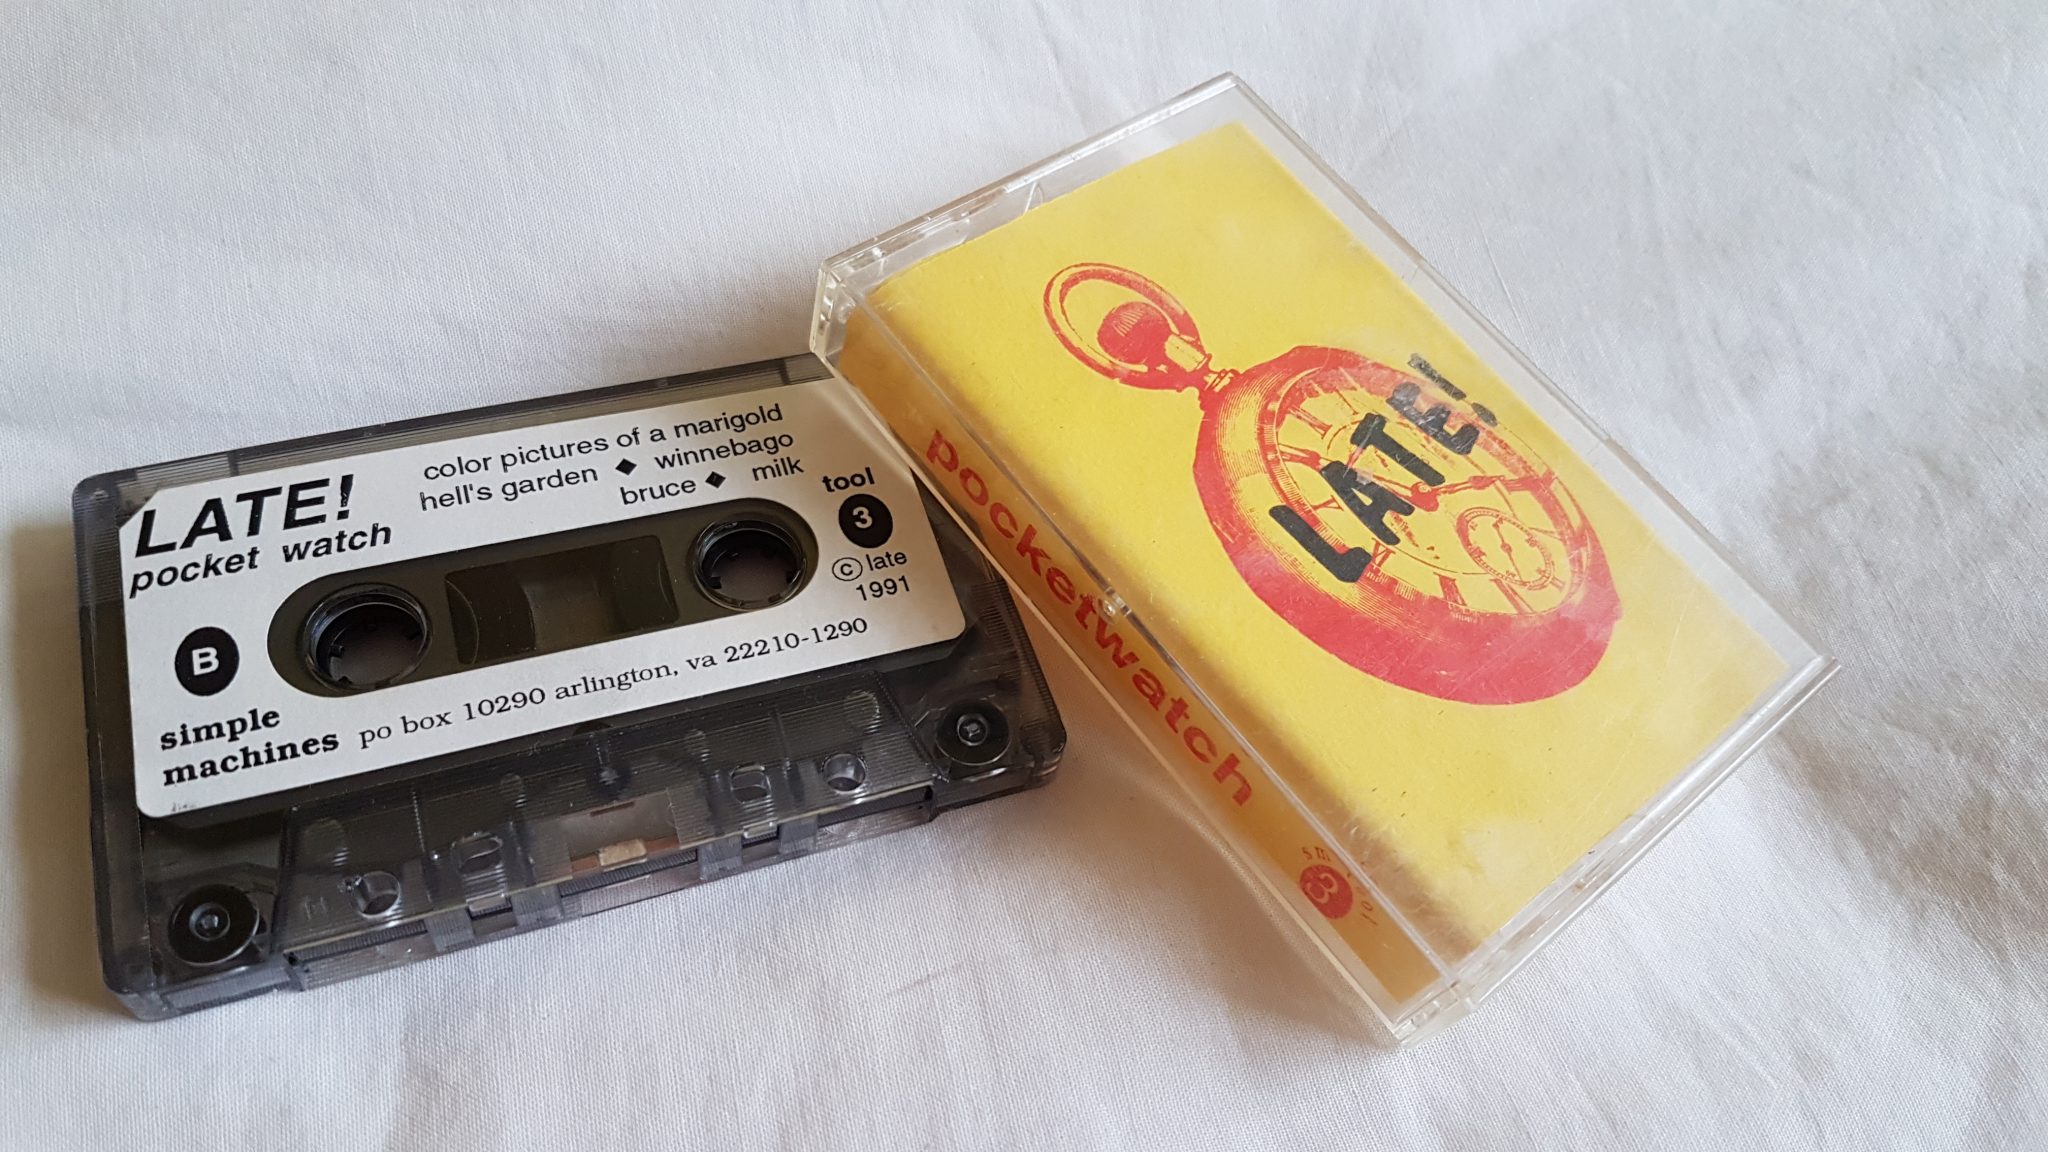 LATE!
pocket watch
color pictures of a marigold
hell's garden ◆ winnebago
bruce ◆ milk
tool
3
© late
1991
B
simple
machines po box 10290 arlington, va 22210-1290
LATE!
pocketwatch
3